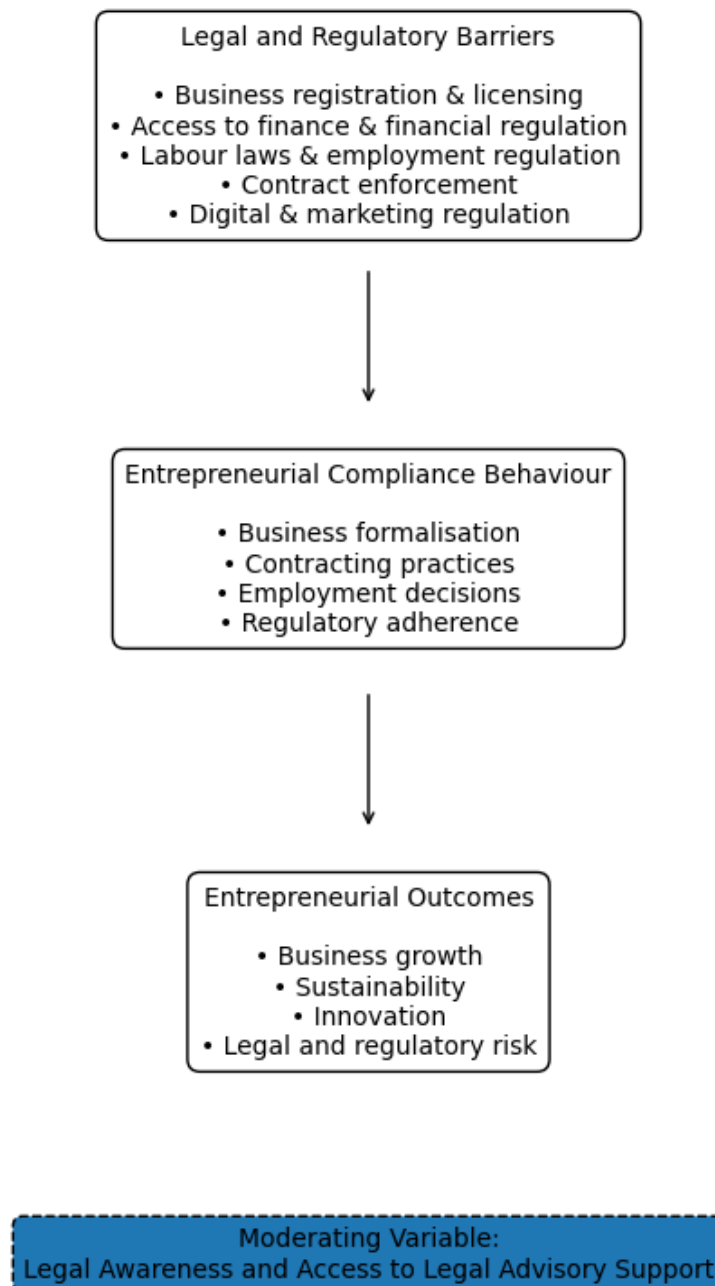 Legal and Regulatory Barriers
• Business registration & licensing
• Access to finance & financial regulation
• Labour laws & employment regulation
• Contract enforcement
• Digital & marketing regulation
Entrepreneurial Compliance Behaviour
• Business formalisation
• Contracting practices
• Employment decisions
• Regulatory adherence
Entrepreneurial Outcomes
• Business growth
• Sustainability
• Innovation
• Legal and regulatory risk
Moderating Variable:
Legal Awareness and Access to Legal Advisory Support